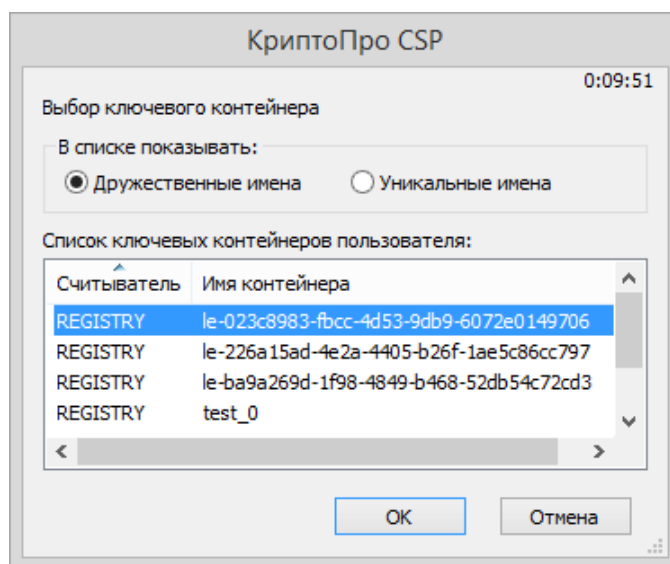 КриптоПро CSP
0:09:51
Выбор ключевого контейнера
В списке показывать:
Дружественные имена Уникальные имена
Список ключевых контейнеров пользователя:
Считыватель Имя контейнера
REGISTRY le-023c8983-fbcc-4d53-9db9-6072e0149706
REGISTRY le-226a15ad-4e2a-4405-b26f-1ae5c86cc797
REGISTRY le-ba9a269d-1f98-4849-b468-52db54c72cd3
REGISTRY test_0
OK Отмена